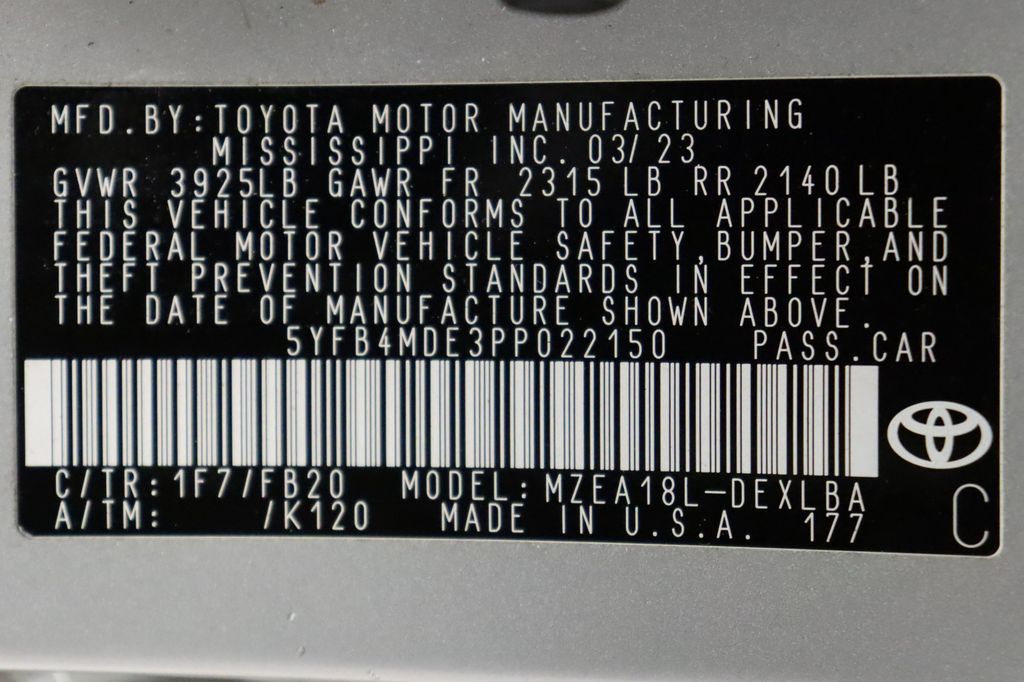 MFD.BY:TOYOTA MOTOR MANUFACTURING
MISSISSIPPI INC. 03/23
GVWR 3925LB GAWR FR 2315 LB RR 2140 LB
THIS VEHICLE CONFORMS TO ALL APPLICABLE
FEDERAL MOTOR VEHICLE SAFETY,BUMPER,AND
THEFT PREVENTION STANDARDS IN EFFECT ON
THE DATE OF MANUFACTURE SHOWN ABOVE.
5YFB4MDE3PP022150 PASS.CAR
C/TR: 1F7/FB20 MODEL: MZEA18L-DEXLBA
A/TM: /K120 MADE IN U.S.A. 177
C